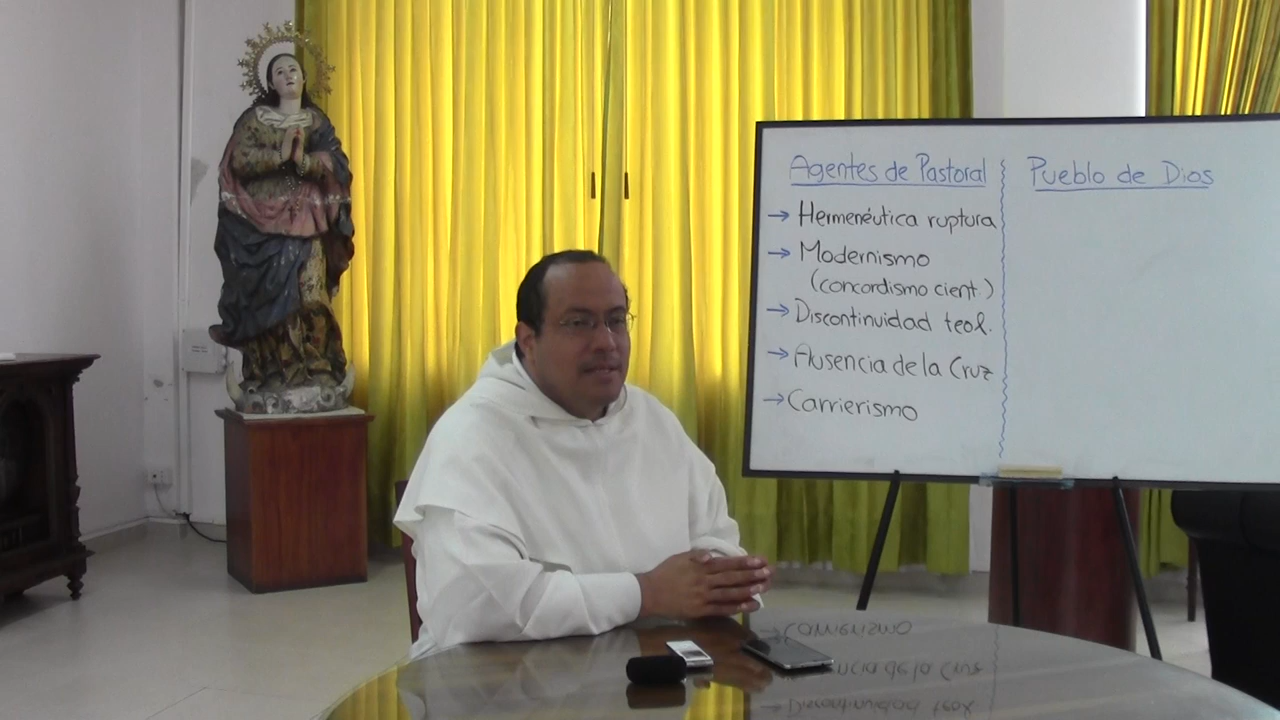 Agentes de Pastoral
→ Hermenéutica ruptura
→ Modernismo
(concordismo cient.)
→ Discontinuidad teol.
→ Ausencia de la Cruz
→ Carrierismo
Pueblo de Dios